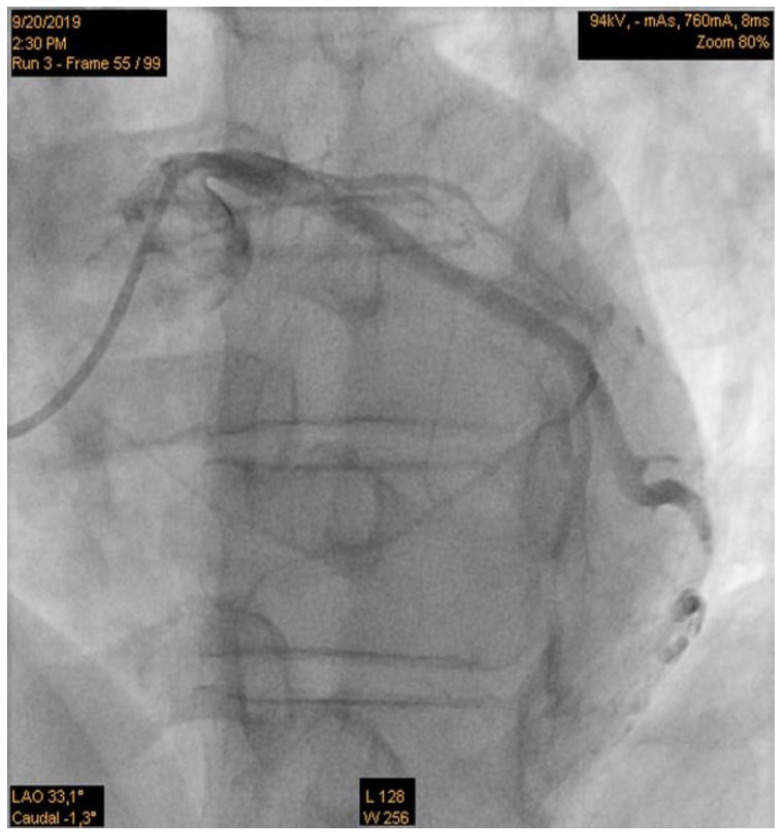 9/20/2019
2:30 PM
Run 3 - Frame 55 / 99
94kV, - mAs, 760mA, 8ms
Zoom 80%
LAO 33,1°
Caudal -1,3°
L 128
W 256